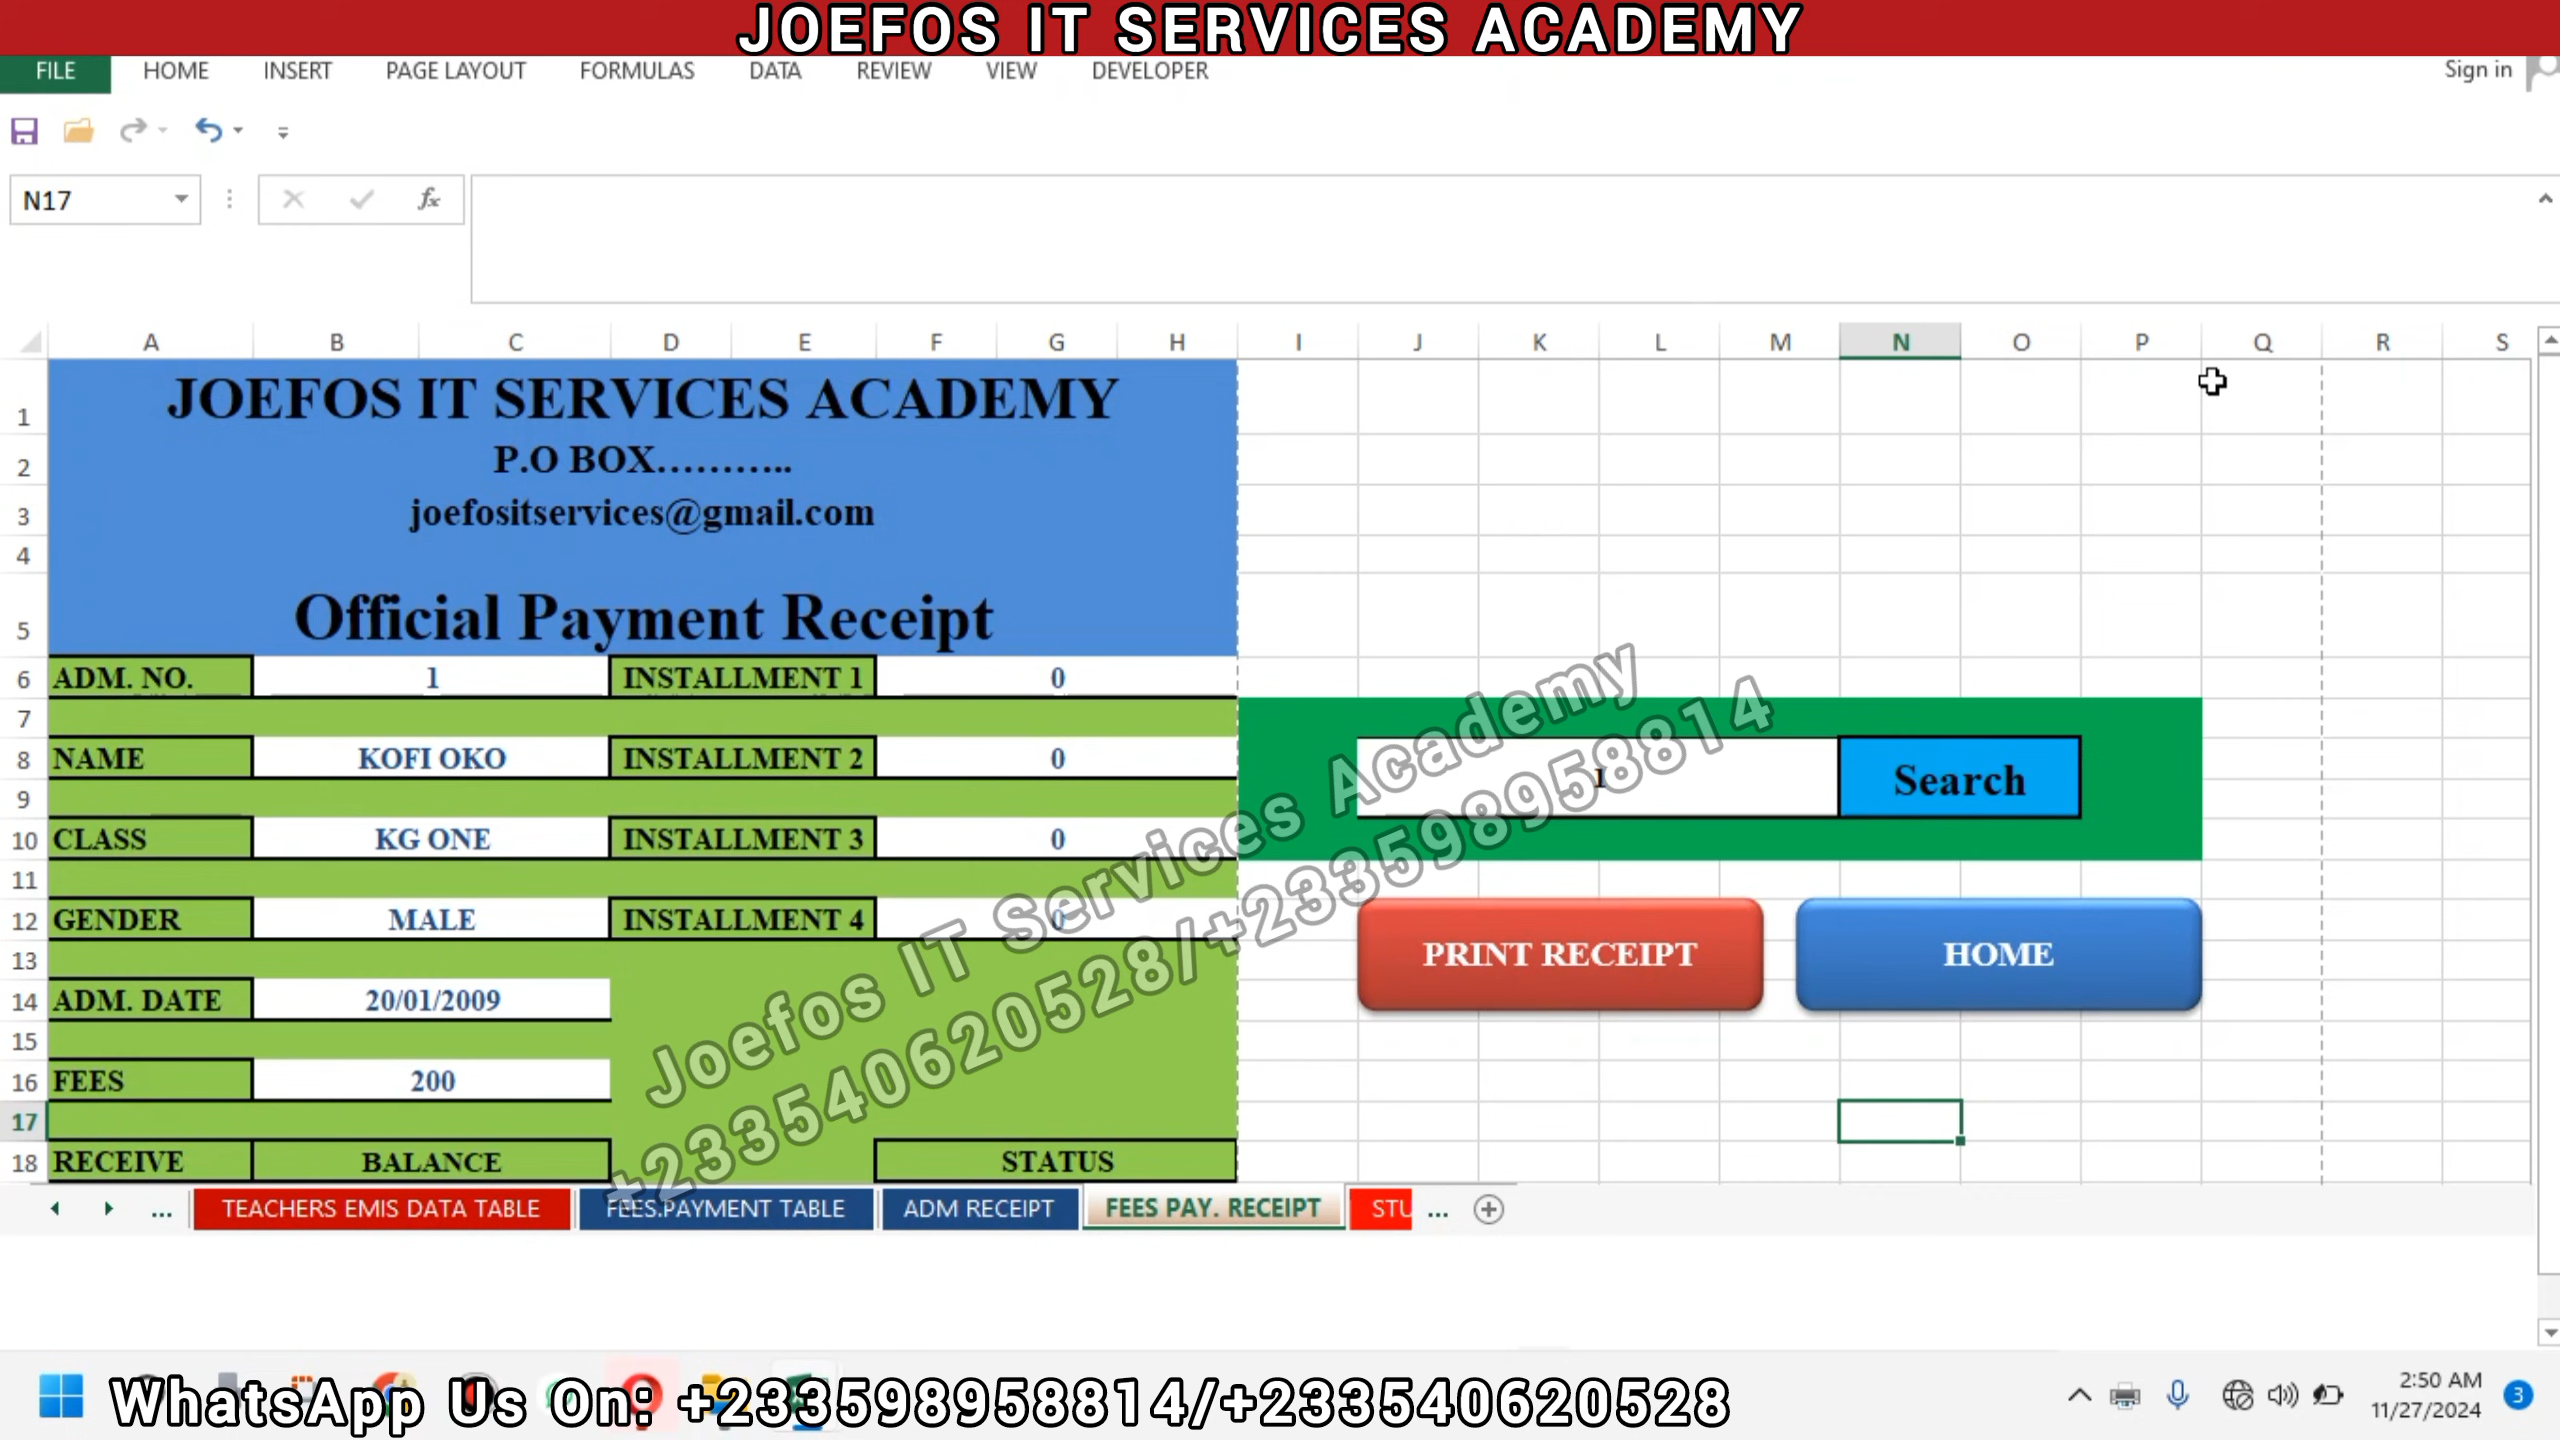 JOEFOS IT SERVICES ACADEMY
FILE HOME INSERT PAGE LAYOUT FORMULAS DATA REVIEW VIEW DEVELOPER Sign in
N17 fx
A B C D E F G H I J K L M N O P Q R S
1 JOEFOS IT SERVICES ACADEMY
2 P.O BOX...........
3 joefositservices@gmail.com
4
5 Official Payment Receipt
6 ADM. NO. 1 INSTALLMENT 1 0
7
8 NAME KOFI OKO INSTALLMENT 2 0
1 Search
9
10 CLASS KG ONE INSTALLMENT 3 0
11
12 GENDER MALE INSTALLMENT 4 0
PRINT RECEIPT HOME
13
14 ADM. DATE 20/01/2009
15
16 FEES 200
17
18 RECEIVE BALANCE STATUS
Joefos IT Services Academy
+233540620528/+233598958814
... TEACHERS EMIS DATA TABLE FEES.PAYMENT TABLE ADM RECEIPT FEES PAY. RECEIPT STU ...
WhatsApp Us On: +233598958814/+233540620528
2:50 AM
11/27/2024
3